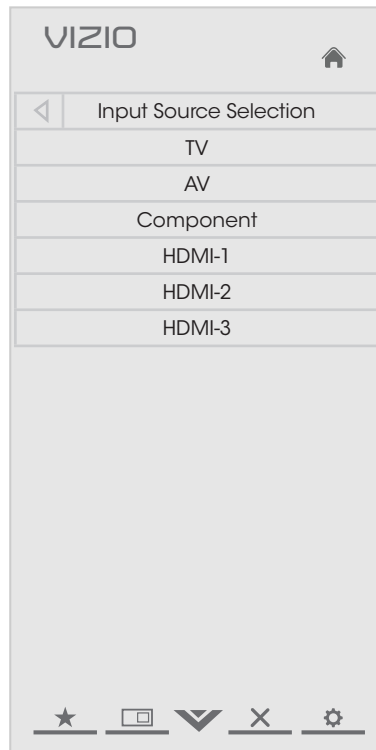 VIZIO
Input Source Selection
TV
AV
Component
HDMI-1
HDMI-2
HDMI-3